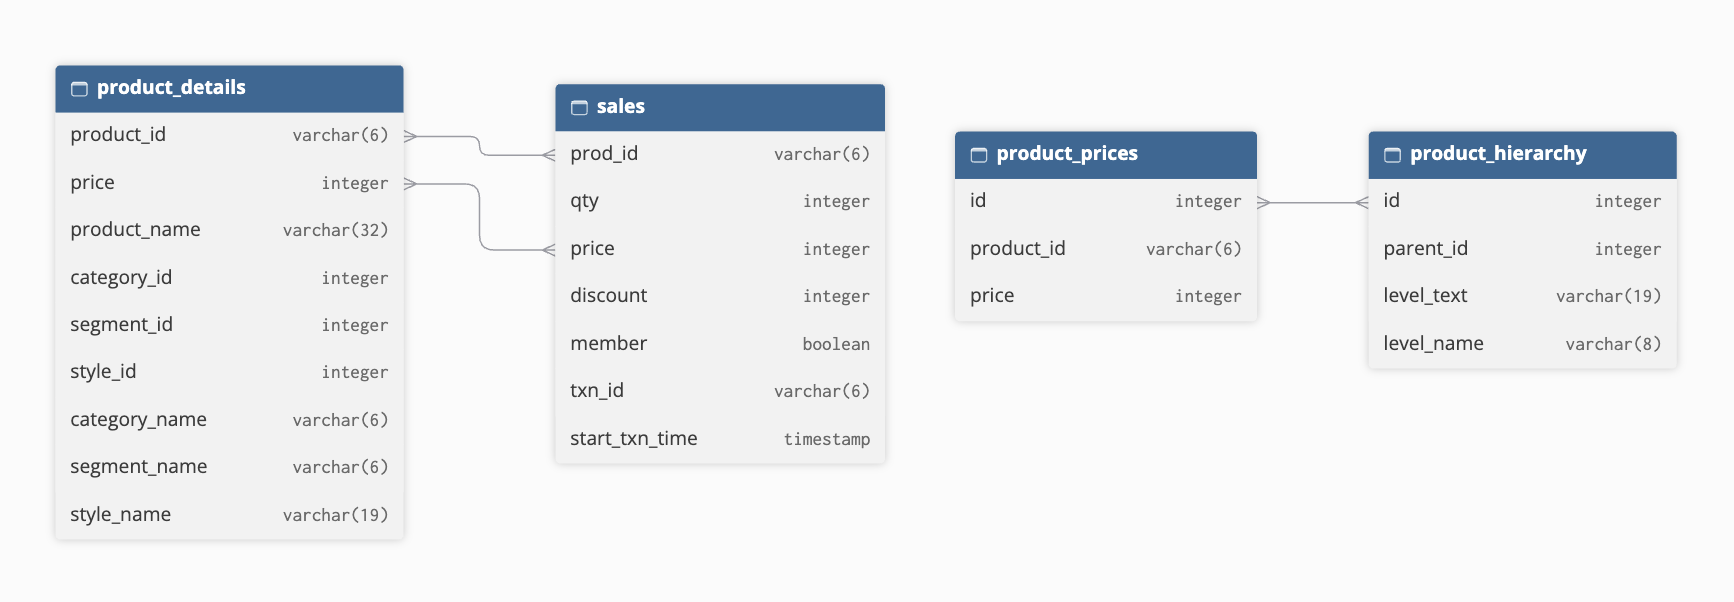 product_details
product_id varchar(6)
price integer
product_name varchar(32)
category_id integer
segment_id integer
style_id integer
category_name varchar(6)
segment_name varchar(6)
style_name varchar(19)
sales
prod_id varchar(6)
qty integer
price integer
discount integer
member boolean
txn_id varchar(6)
start_txn_time timestamp
product_prices
id integer
product_id varchar(6)
price integer
product_hierarchy
id integer
parent_id integer
level_text varchar(19)
level_name varchar(8)